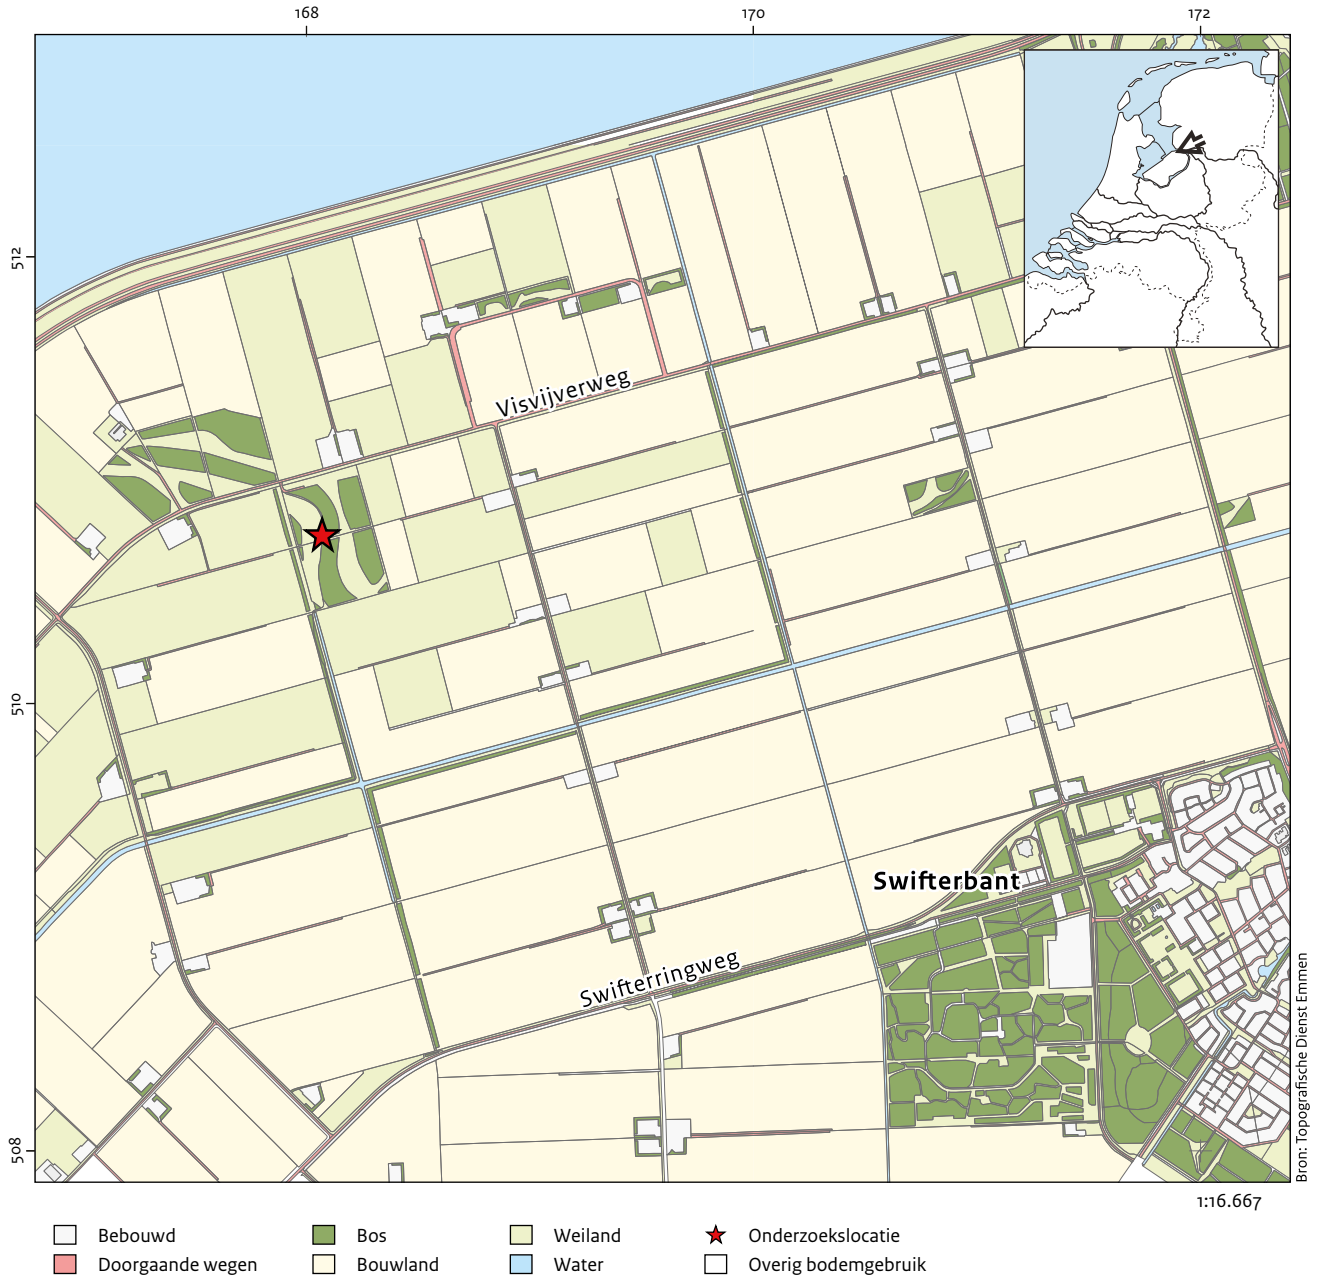 168 170 172
512
510
508
Visvijverweg
Swifterbant
Swifterringweg
Bron: Topografische Dienst Emmen
1:16.667
Bebouwd Bos Weiland Onderzoekslocatie
Doorgaande wegen Bouwland Water Overig bodemgebruik